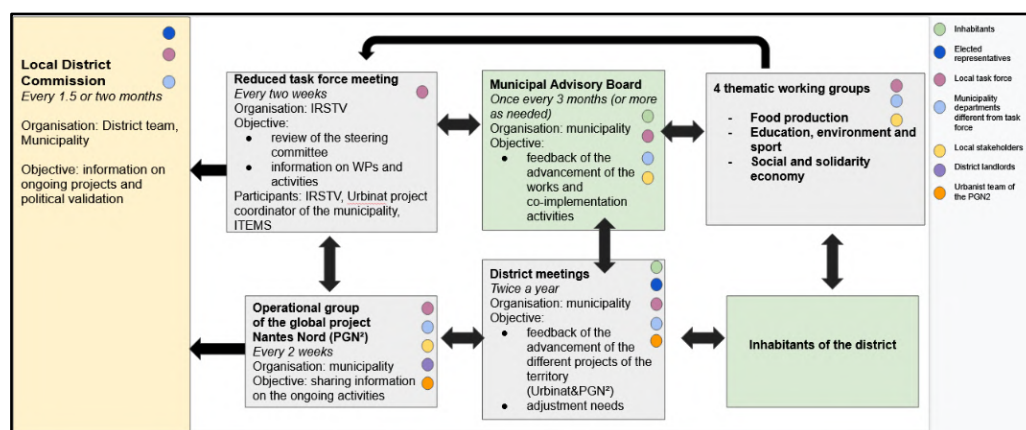 Local District
Commission
Every 1.5 or two months
Organisation: District team,
Municipality
Objective: information on
ongoing projects and
political validation
Reduced task force meeting
Every two weeks
Organisation: IRSTV
Objective:
● review of the steering
committee
● information on WPs and
activities
Participants: IRSTV, Urbinat project
coordinator of the municipality,
ITEMS
Municipal Advisory Board
Once every 3 months (or more
as needed)
Organisation: municipality
Objective:
● feedback of the
advancement of the
works and
co-implementation
activities
4 thematic working groups
- Food production
- Education, environment and
sport
- Social and solidarity
economy
Operational group
of the global project
Nantes Nord (PGN²)
Every 2 weeks
Organisation: municipality
Objective: sharing information
on the ongoing activities
District meetings
Twice a year
Organisation: municipality
Objective:
● feedback of the
advancement of the
different projects of the
territory
(Urbinat&PGN²)
● adjustment needs
Inhabitants of the district
Inhabitants
Elected
representatives
Local task force
Municipality
departments
different from task
force
Local stakeholders
District landlords
Urbanist team of
the PGN2